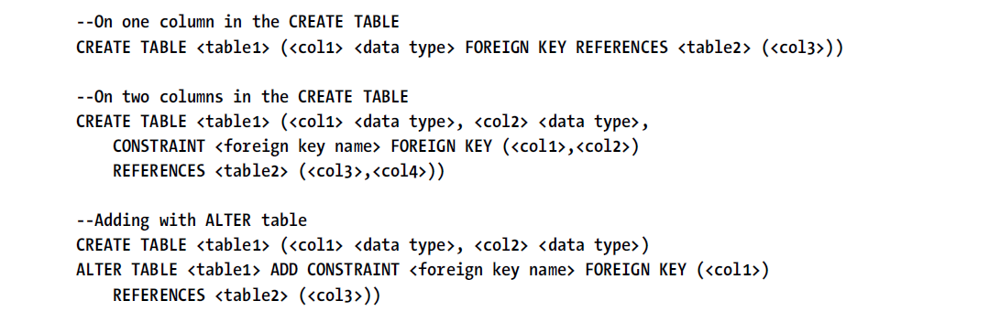 --On one column in the CREATE TABLE
CREATE TABLE <table1> (<col1> <data type> FOREIGN KEY REFERENCES <table2> (<col3>))
--On two columns in the CREATE TABLE
CREATE TABLE <table1> (<col1> <data type>, <col2> <data type>,
CONSTRAINT <foreign key name> FOREIGN KEY (<col1>,<col2>)
REFERENCES <table2> (<col3>,<col4>))
--Adding with ALTER table
CREATE TABLE <table1> (<col1> <data type>, <col2> <data type>)
ALTER TABLE <table1> ADD CONSTRAINT <foreign key name> FOREIGN KEY (<col1>)
REFERENCES <table2> (<col3>))